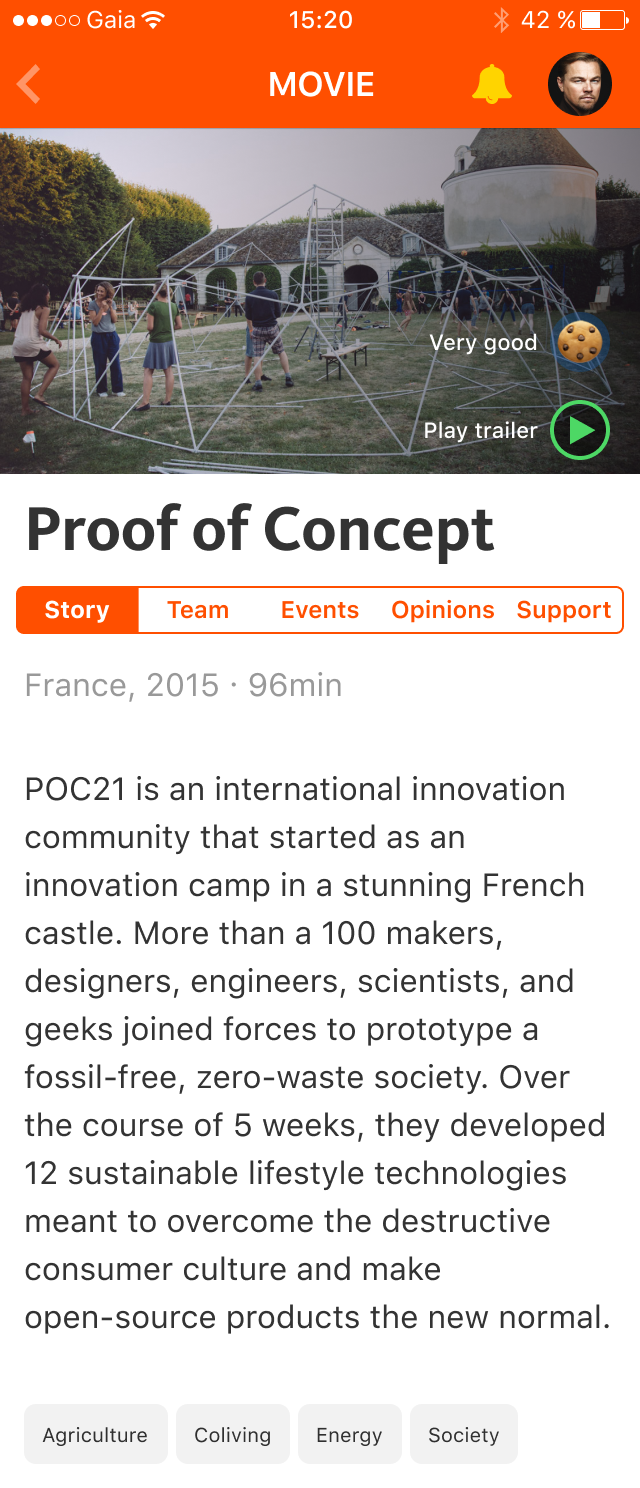 Gaia 15:20 42 %
MOVIE
Very good
Play trailer
Proof of Concept
Story Team Events Opinions Support
France, 2015 · 96min
POC21 is an international innovation
community that started as an
innovation camp in a stunning French
castle. More than a 100 makers,
designers, engineers, scientists, and
geeks joined forces to prototype a
fossil-free, zero-waste society. Over
the course of 5 weeks, they developed
12 sustainable lifestyle technologies
meant to overcome the destructive
consumer culture and make
open-source products the new normal.
Agriculture Coliving Energy Society